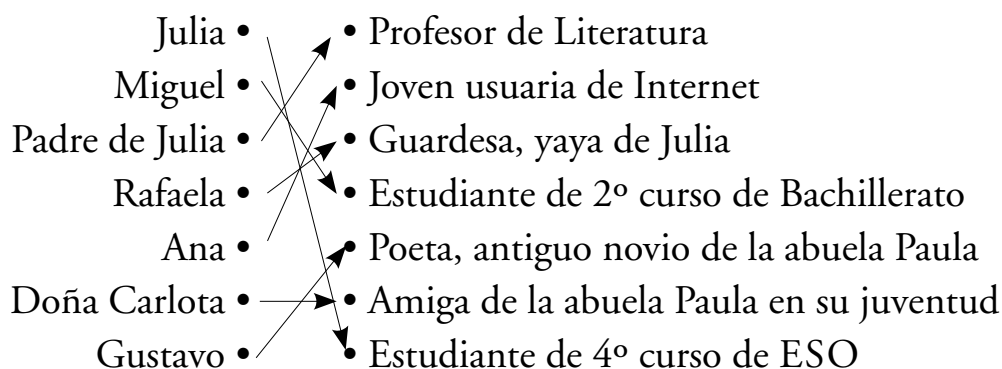 Julia • • Profesor de Literatura
Miguel • • Joven usuaria de Internet
Padre de Julia • • Guardesa, yaya de Julia
Rafaela • • Estudiante de 2º curso de Bachillerato
Ana • • Poeta, antiguo novio de la abuela Paula
Doña Carlota • • Amiga de la abuela Paula en su juventud
Gustavo • • Estudiante de 4º curso de ESO